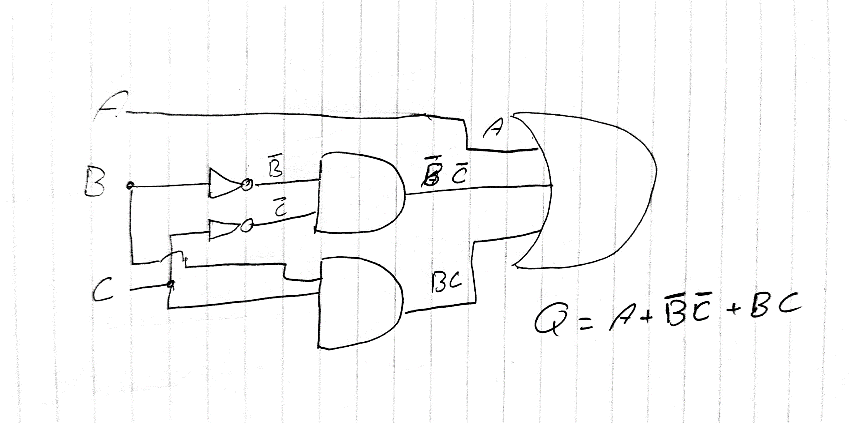 A
A
B
B̅
B̅ C̅
C̅
C
BC
Q = A + B̅ C̅ + BC